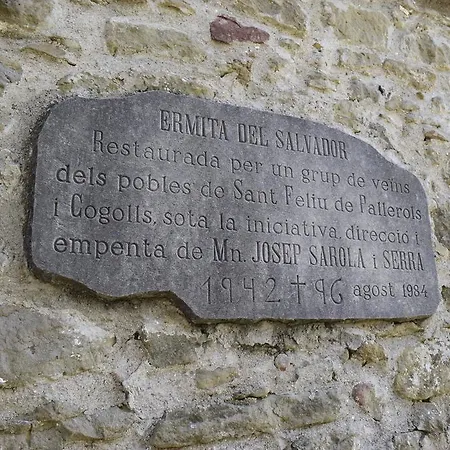 ERMITA DEL SALVADOR
Restaurada per un grup de veïns
dels pobles de Sant Feliu de Pallerols
i Cogolls, sota la iniciativa, direcció i
empenta de Mn. JOSEP SAROLA i SERRA
1942 † 96 agost 1984